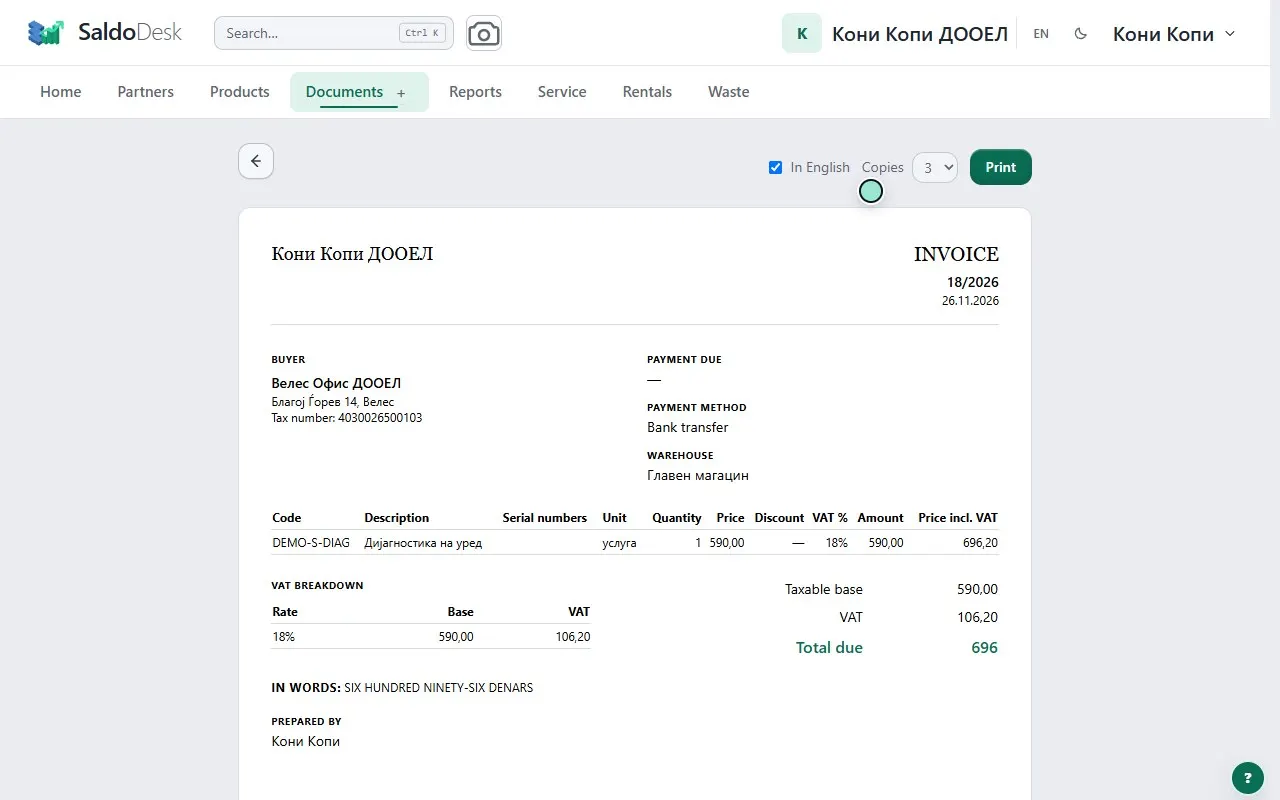 SaldoDesk
Search... Ctrl K
K Кони Копи ДООЕЛ EN Кони Копи
Home Partners Products Documents + Reports Service Rentals Waste
In English Copies 3 Print
Кони Копи ДООЕЛ
INVOICE
18/2026
26.11.2026
BUYER
Велес Офис ДООЕЛ
Благој Ѓорев 14, Велес
Tax number: 4030026500103
PAYMENT DUE
—
PAYMENT METHOD
Bank transfer
WAREHOUSE
Главен магацин
Code Description Serial numbers Unit Quantity Price Discount VAT % Amount Price incl. VAT
DEMO-S-DIAG Дијагностика на уред услуга 1 590,00 — 18% 590,00 696,20
VAT BREAKDOWN
Rate Base VAT
18% 590,00 106,20
Taxable base 590,00
VAT 106,20
Total due 696
IN WORDS: SIX HUNDRED NINETY-SIX DENARS
PREPARED BY
Кони Копи
?